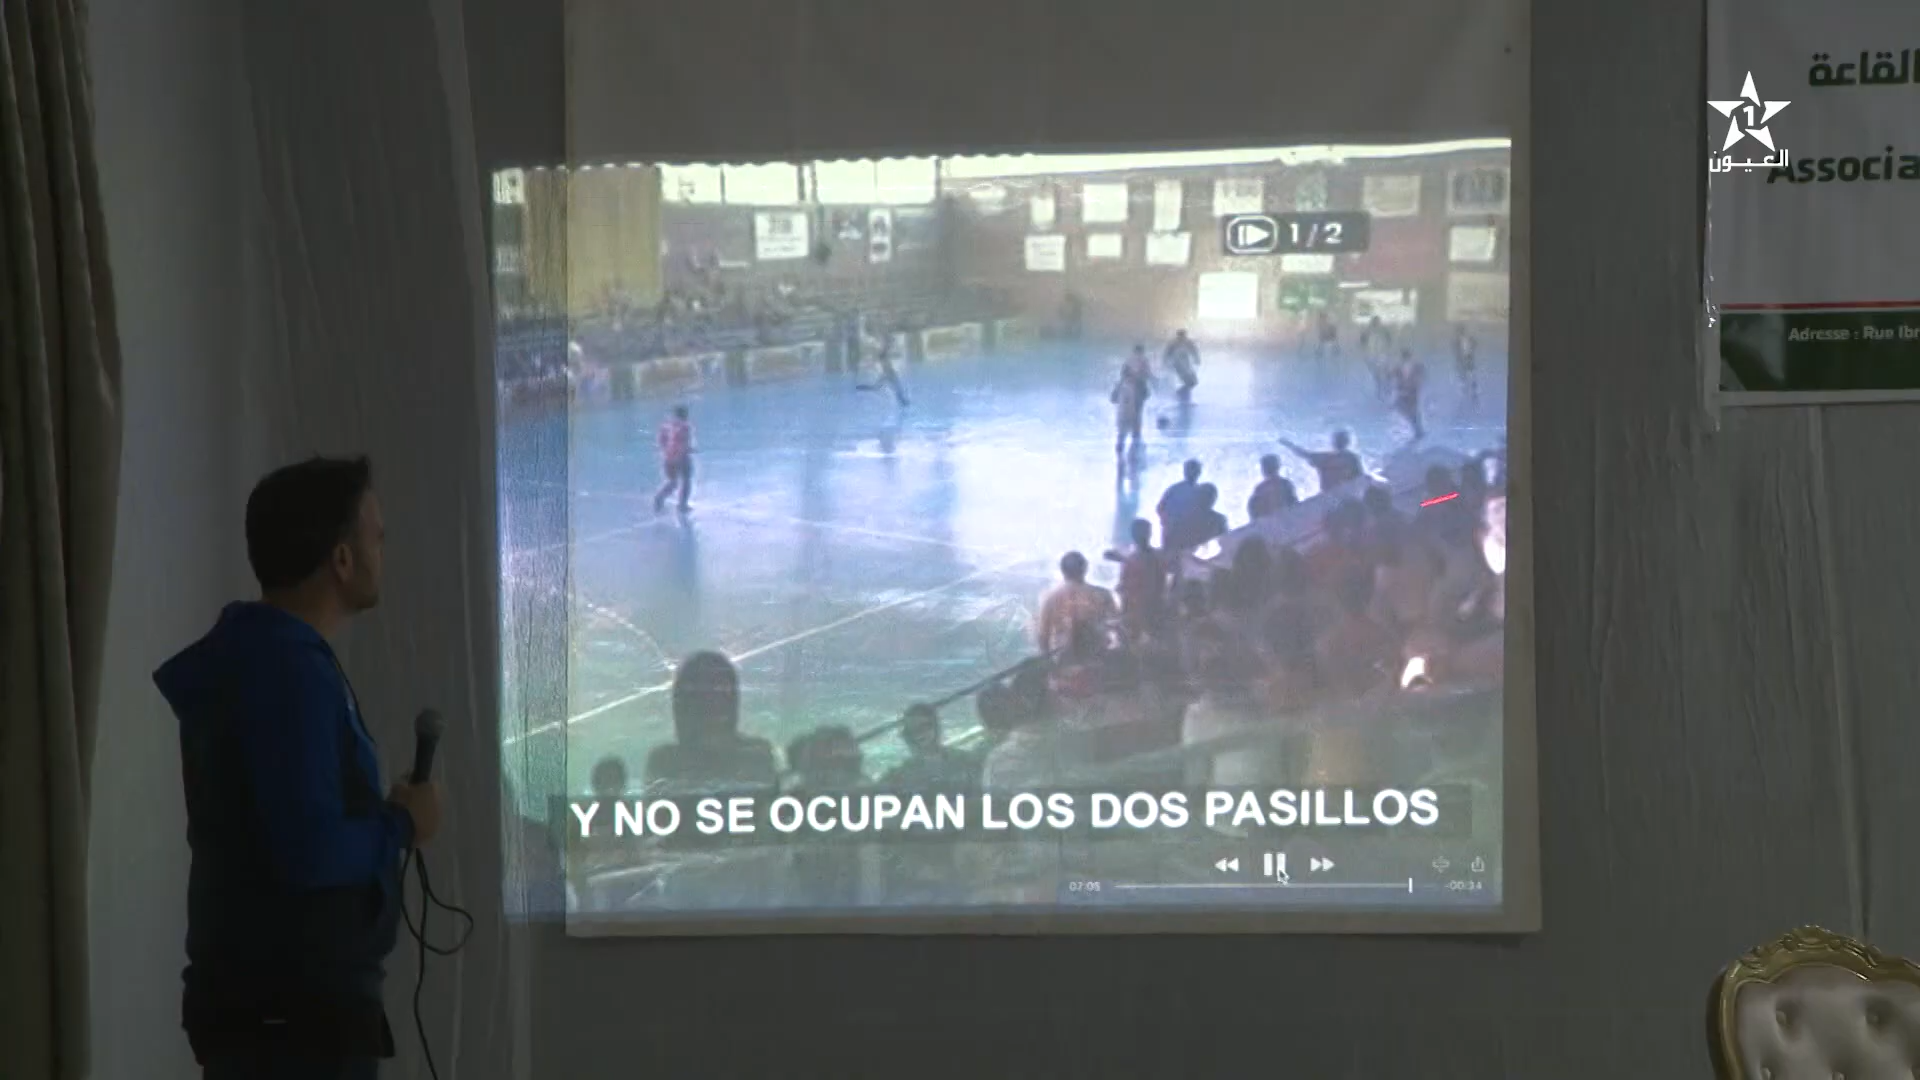 القاعة
1
العيون
Associa
1/2
Adresse : Rue Ibr
Y NO SE OCUPAN LOS DOS PASILLOS
07:05
-00:34